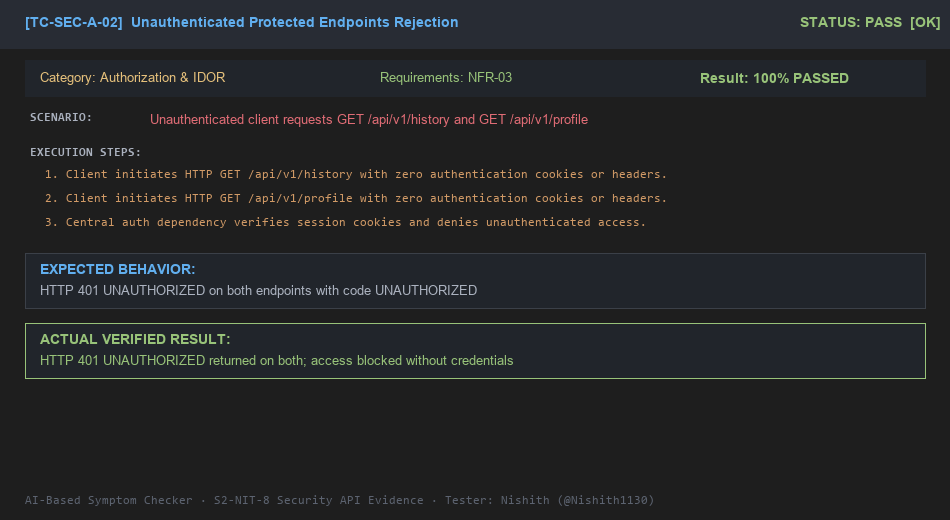 [TC-SEC-A-02] Unauthenticated Protected Endpoints Rejection STATUS: PASS [OK]
Category: Authorization & IDOR Requirements: NFR-03 Result: 100% PASSED
SCENARIO: Unauthenticated client requests GET /api/v1/history and GET /api/v1/profile
EXECUTION STEPS:
1. Client initiates HTTP GET /api/v1/history with zero authentication cookies or headers.
2. Client initiates HTTP GET /api/v1/profile with zero authentication cookies or headers.
3. Central auth dependency verifies session cookies and denies unauthenticated access.
EXPECTED BEHAVIOR:
HTTP 401 UNAUTHORIZED on both endpoints with code UNAUTHORIZED
ACTUAL VERIFIED RESULT:
HTTP 401 UNAUTHORIZED returned on both; access blocked without credentials
AI-Based Symptom Checker · S2-NIT-8 Security API Evidence · Tester: Nishith (@Nishith1130)